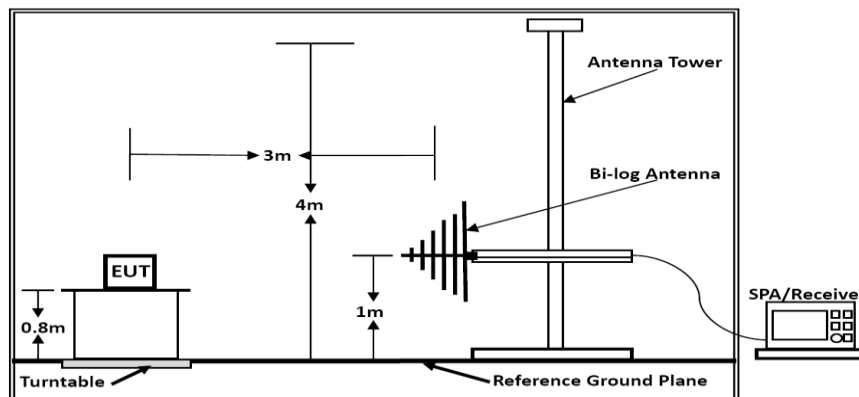 Antenna Tower
3m
Bi-log Antenna
4m
EUT
1m
0.8m
SPA/Receive
Turntable
Reference Ground Plane